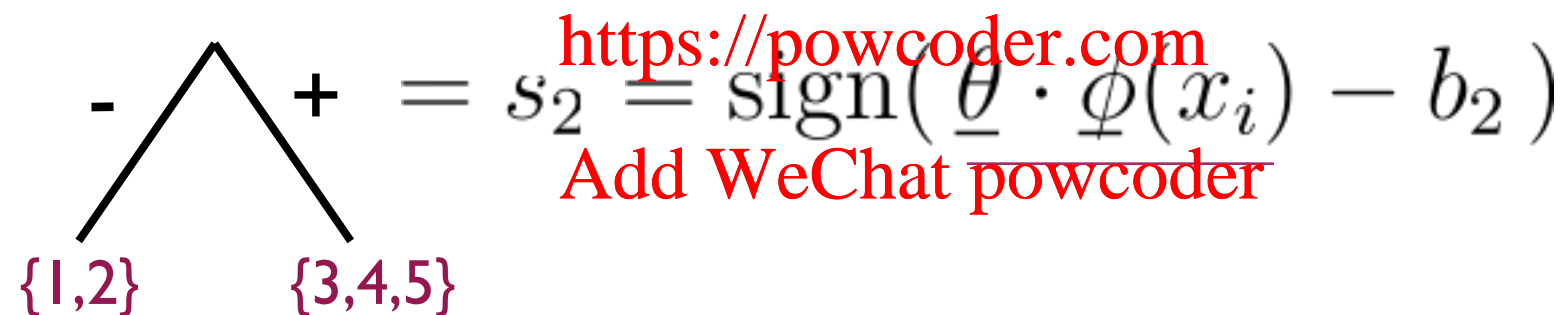 https://powcoder.com
- + = s₂ = sign( θ · ϕ(xᵢ) − b₂ )
Add WeChat powcoder
{1,2} {3,4,5}